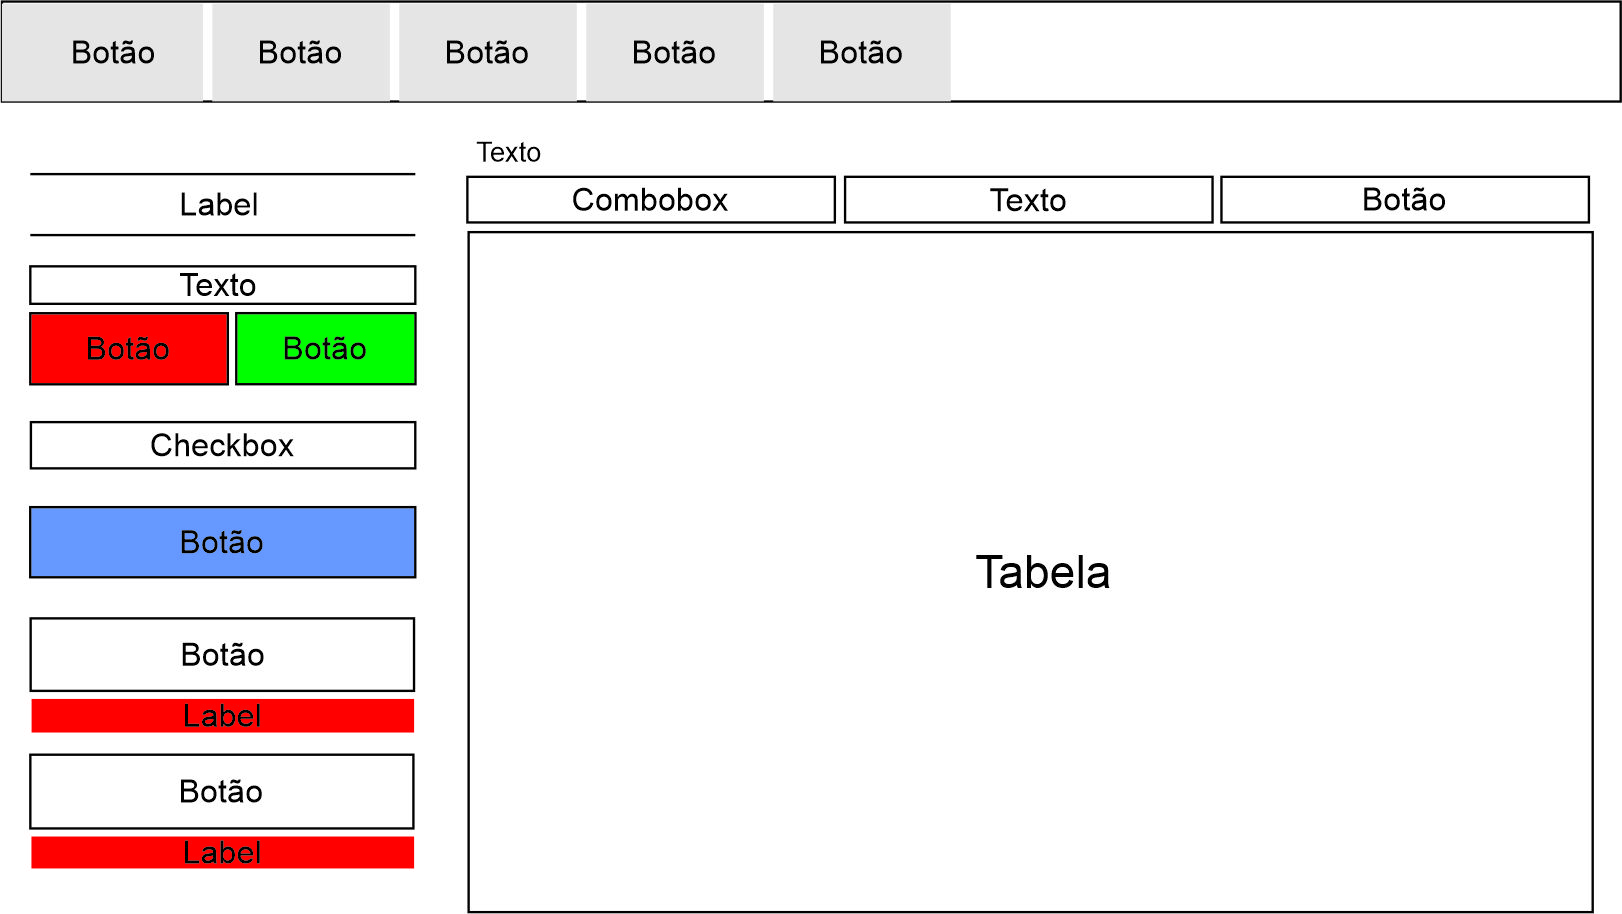 Botão Botão Botão Botão Botão
Label
Texto
Botão Botão
Checkbox
Botão
Botão
Label
Botão
Label
Texto
Combobox Texto Botão
Tabela